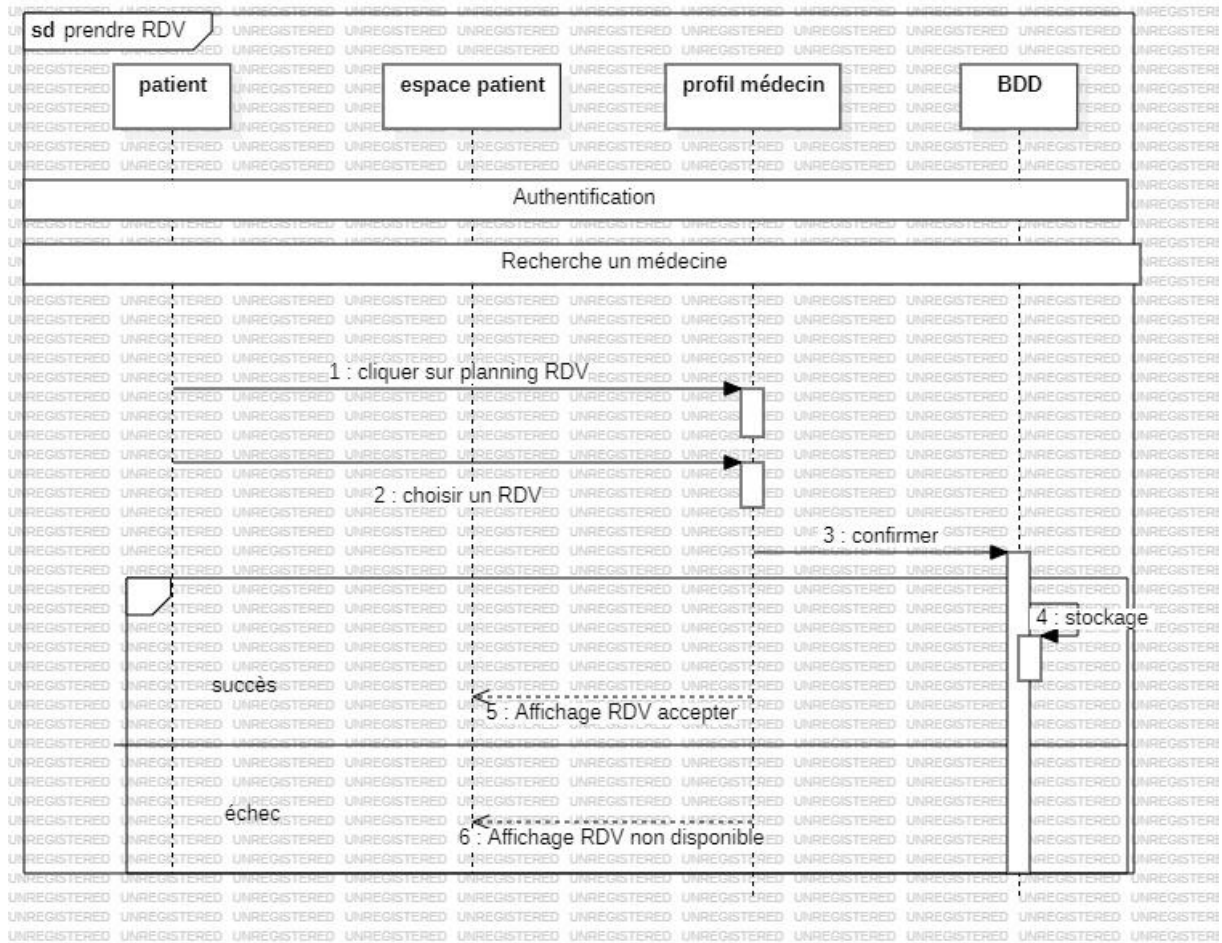 sd prendre RDV
patient
espace patient
profil médecin
BDD
Authentification
Recherche un médecine
1 : cliquer sur planning RDV
2 : choisir un RDV
3 : confirmer
4 : stockage
succès
5 : Affichage RDV accepter
échec
6 : Affichage RDV non disponible
UNREGISTERED